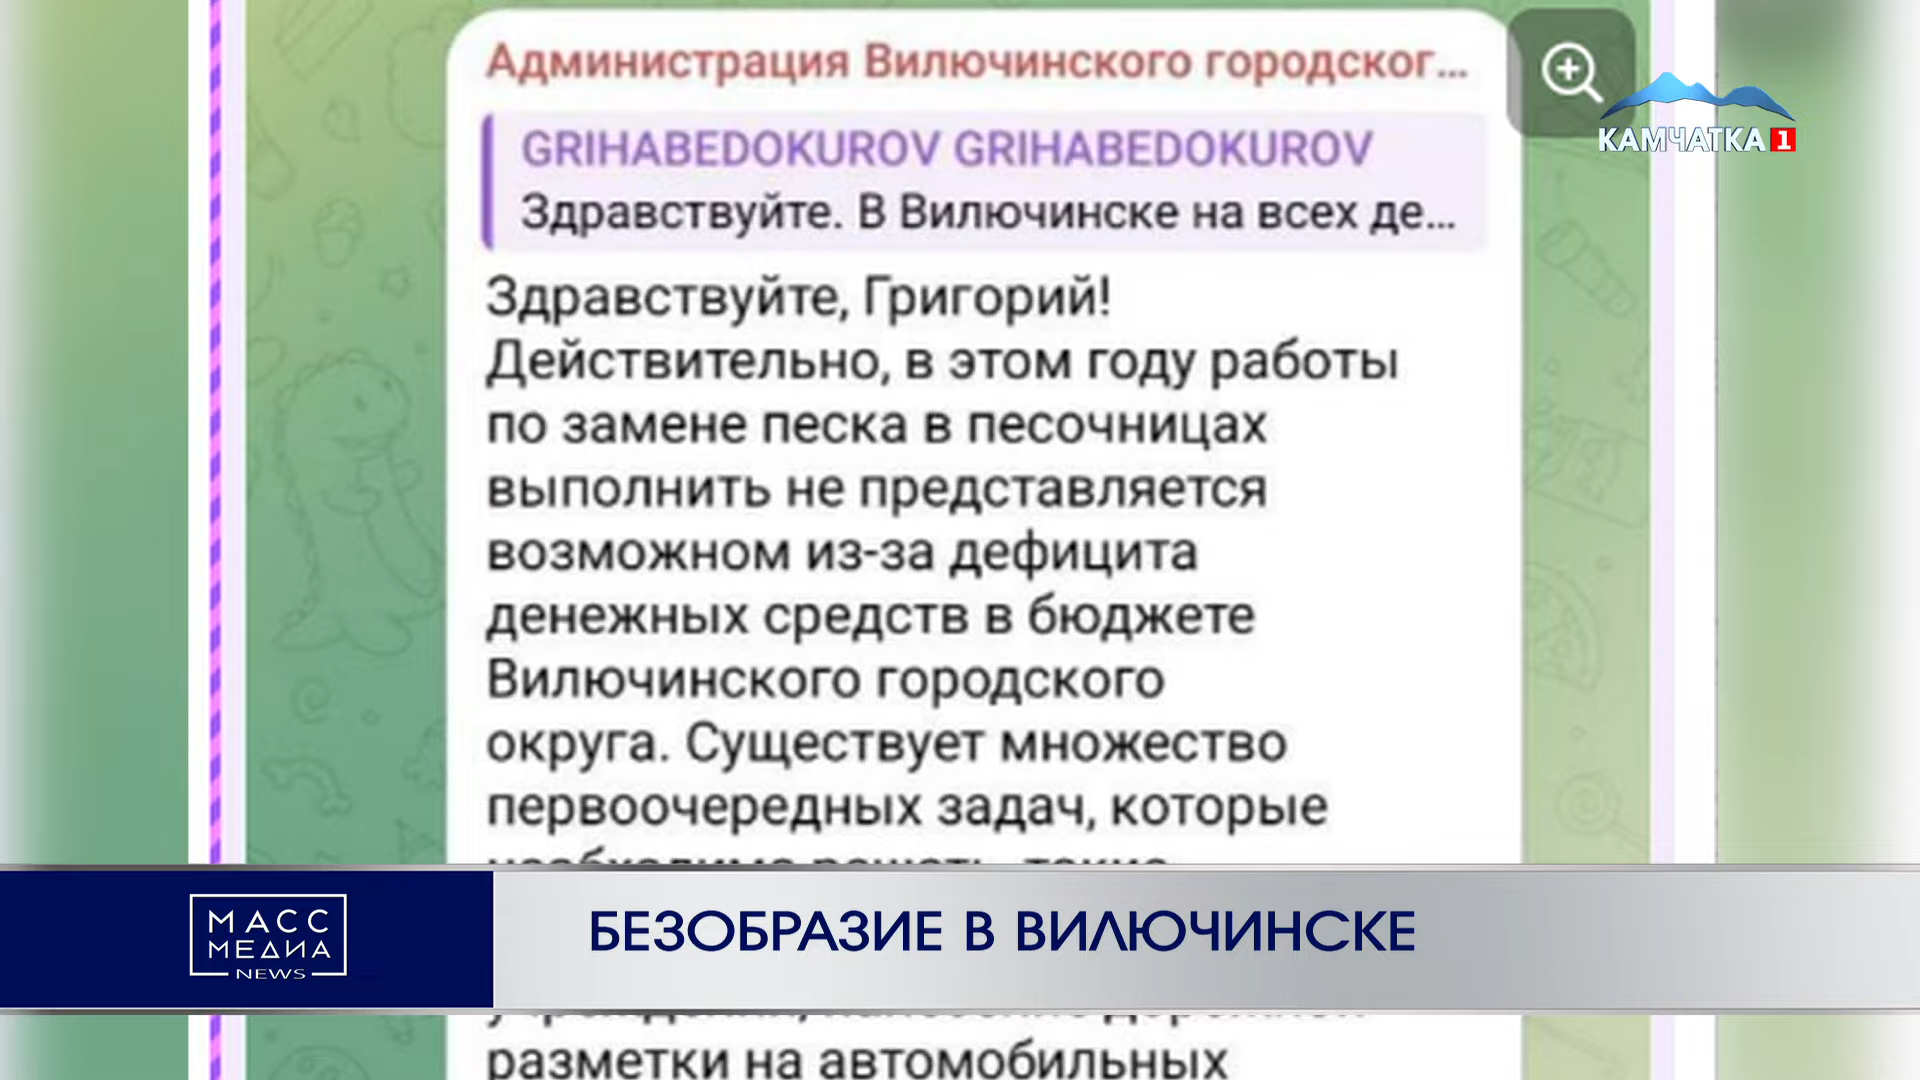 Администрация Вилючинского городског...
GRIHABEDOKUROV GRIHABEDOKUROV
Здравствуйте. В Вилючинске на всех де...
Здравствуйте, Григорий!
Действительно, в этом году работы
по замене песка в песочницах
выполнить не представляется
возможном из-за дефицита
денежных средств в бюджете
Вилючинского городского
округа. Существует множество
первоочередных задач, которые
разметки на автомобильных
КАМЧАТКА 1
МАСС
МЕДИА
NEWS
БЕЗОБРАЗИЕ В ВИЛЮЧИНСКЕ